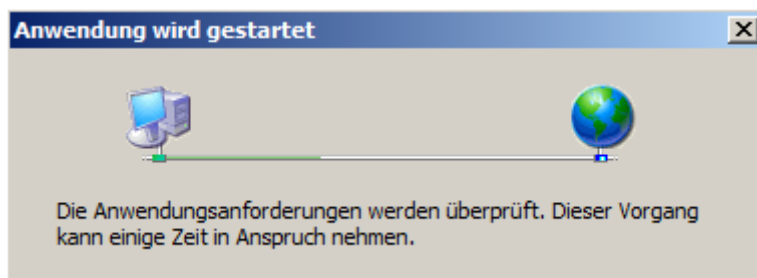 Anwendung wird gestartet
Die Anwendungsanforderungen werden überprüft. Dieser Vorgang
kann einige Zeit in Anspruch nehmen.